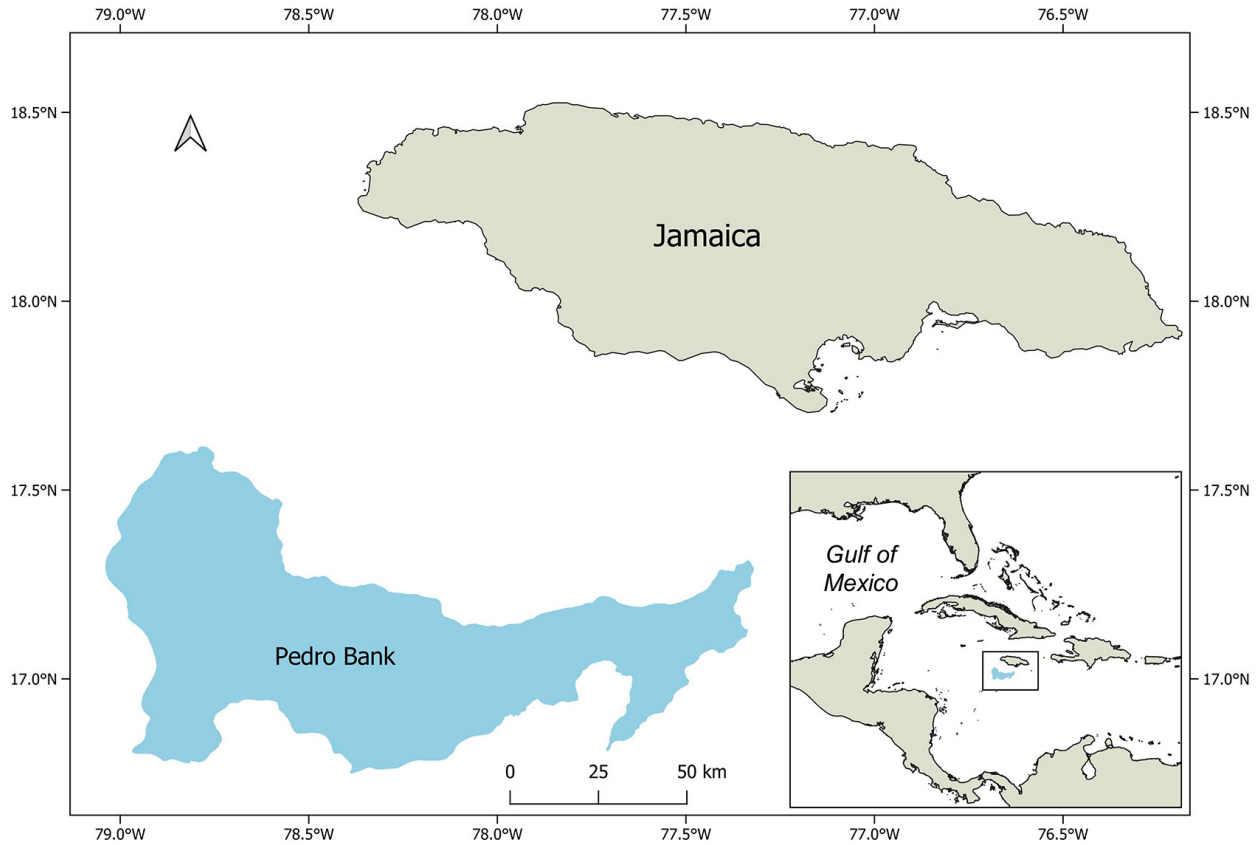 79.0°W 78.5°W 78.0°W 77.5°W 77.0°W 76.5°W
18.5°N 18.5°N
Jamaica
18.0°N 18.0°N
17.5°N 17.5°N
Gulf of
Mexico
Pedro Bank
17.0°N 17.0°N
0 25 50 km
79.0°W 78.5°W 78.0°W 77.5°W 77.0°W 76.5°W